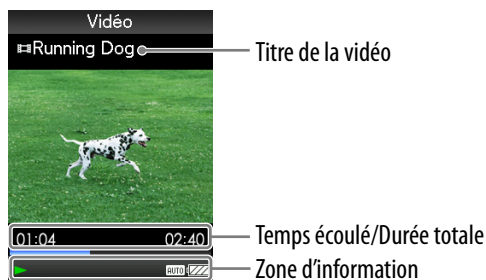 Vidéo
Running Dog
Titre de la vidéo
01:04 02:40
Temps écoulé/Durée totale
AUTO
Zone d'information